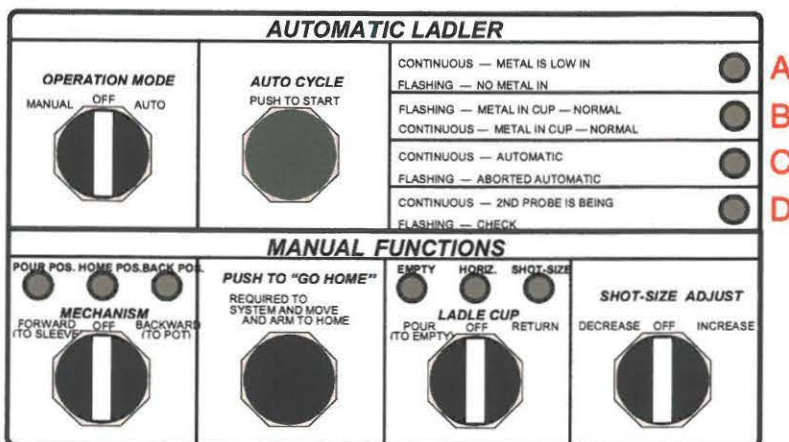 AUTOMATIC LADLER
OPERATION MODE
MANUAL OFF AUTO
AUTO CYCLE
PUSH TO START
CONTINUOUS — METAL IS LOW IN
FLASHING — NO METAL IN
A
FLASHING — METAL IN CUP — NORMAL
CONTINUOUS — METAL IN CUP — NORMAL
B
CONTINUOUS — AUTOMATIC
FLASHING — ABORTED AUTOMATIC
C
CONTINUOUS — 2ND PROBE IS BEING
FLASHING — CHECK
D
MANUAL FUNCTIONS
POUR POS. HOME POS. BACK POS.
MECHANISM
FORWARD OFF BACKWARD
(TO SLEEVE) (TO POT)
PUSH TO "GO HOME"
REQUIRED TO
SYSTEM AND MOVE
AND ARM TO HOME
EMPTY HORIZ. SHOT-SIZE
LADLE CUP
POUR OFF RETURN
(TO EMPTY)
SHOT-SIZE ADJUST
DECREASE OFF INCREASE